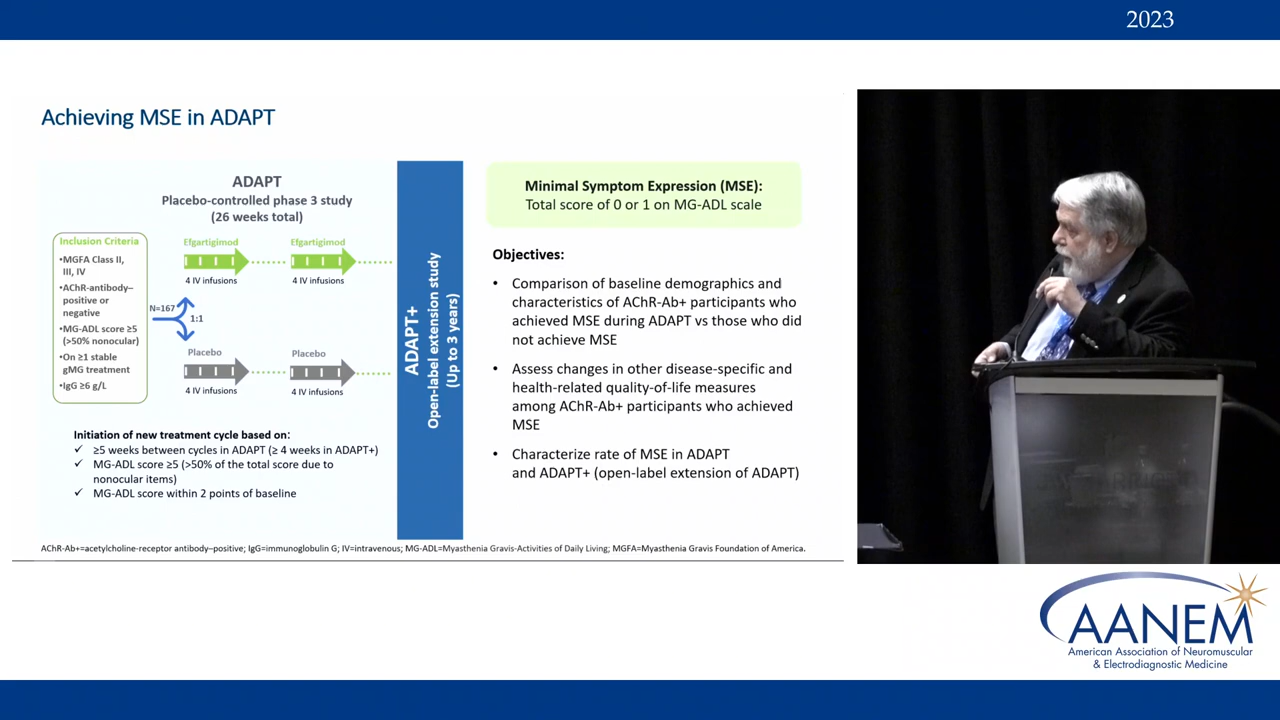 2023
Achieving MSE in ADAPT
ADAPT
Placebo-controlled phase 3 study
(26 weeks total)
Inclusion Criteria
•MGFA Class II,
III, IV
•AChR-antibody–
positive or
negative
•MG-ADL score ≥5
(>50% nonocular)
•On ≥1 stable
gMG treatment
•IgG ≥6 g/L
N=167
1:1
Efgartigimod
Efgartigimod
4 IV infusions
4 IV infusions
Placebo
Placebo
4 IV infusions
4 IV infusions
Initiation of new treatment cycle based on:
✓ ≥5 weeks between cycles in ADAPT (≥ 4 weeks in ADAPT+)
✓ MG-ADL score ≥5 (>50% of the total score due to
nonocular items)
✓ MG-ADL score within 2 points of baseline
ADAPT+
Open-label extension study
(Up to 3 years)
Minimal Symptom Expression (MSE):
Total score of 0 or 1 on MG-ADL scale
Objectives:
• Comparison of baseline demographics and
characteristics of AChR-Ab+ participants who
achieved MSE during ADAPT vs those who did
not achieve MSE
• Assess changes in other disease-specific and
health-related quality-of-life measures
among AChR-Ab+ participants who achieved
MSE
• Characterize rate of MSE in ADAPT
and ADAPT+ (open-label extension of ADAPT)
AChR-Ab+=acetylcholine-receptor antibody–positive; IgG=immunoglobulin G; IV=intravenous; MG-ADL=Myasthenia Gravis-Activities of Daily Living; MGFA=Myasthenia Gravis Foundation of America.
AANEM
American Association of Neuromuscular
& Electrodiagnostic Medicine